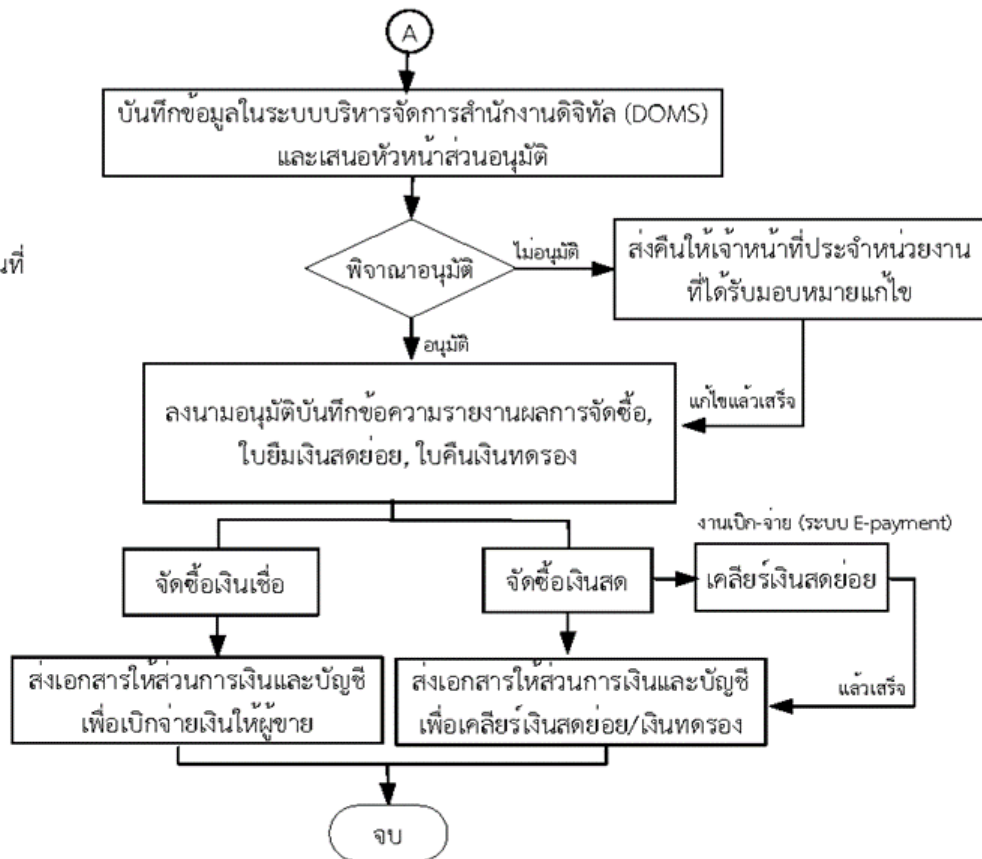 A
บันทึกข้อมูลในระบบบริหารจัดการสำนักงานดิจิทัล (DOMS)
และเสนอหัวหน้าส่วนอนุมัติ
นที่
พิจาณาอนุมัติ
ไม่อนุมัติ
ส่งคืนให้เจ้าหน้าที่ประจำหน่วยงาน
ที่ได้รับมอบหมายแก้ไข
อนุมัติ
แก้ไขแล้วเสร็จ
ลงนามอนุมัติบันทึกข้อความรายงานผลการจัดซื้อ,
ใบยืมเงินสดย่อย, ใบคืนเงินทดรอง
งานเบิก-จ่าย (ระบบ E-payment)
จัดซื้อเงินเชื่อ
จัดซื้อเงินสด
เคลียร์เงินสดย่อย
ส่งเอกสารให้ส่วนการเงินและบัญชี
เพื่อเบิกจ่ายเงินให้ผู้ขาย
ส่งเอกสารให้ส่วนการเงินและบัญชี
เพื่อเคลียร์เงินสดย่อย/เงินทดรอง
แล้วเสร็จ
จบ